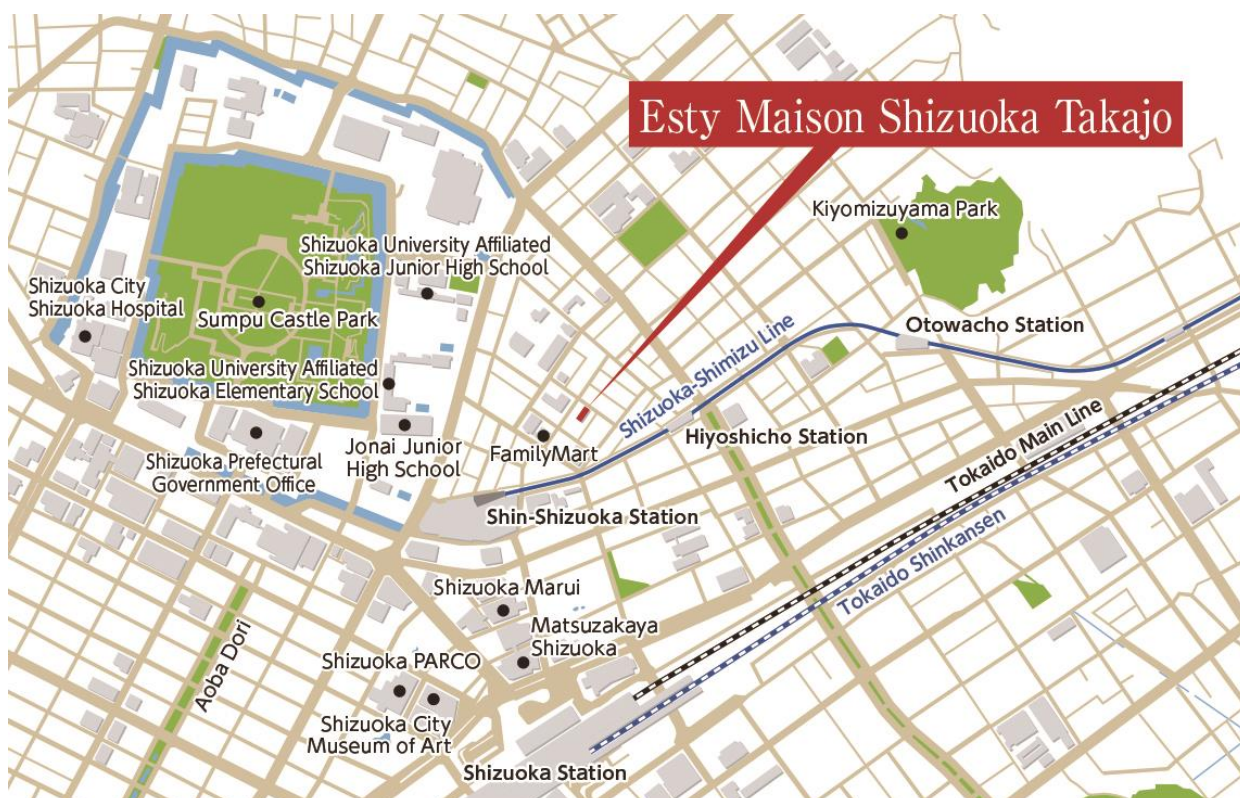 Esty Maison Shizuoka Takajo
Kiyomizuyama Park
Shizuoka University Affiliated
Shizuoka Junior High School
Shizuoka City
Shizuoka Hospital
Sumpu Castle Park
Otowacho Station
Shizuoka-Shimizu Line
Shizuoka University Affiliated
Shizuoka Elementary School
Hiyoshicho Station
Tokaido Main Line
Jonai Junior
High School
FamilyMart
Shizuoka Prefectural
Government Office
Shin-Shizuoka Station
Tokaido Shinkansen
Shizuoka Marui
Matsuzakaya
Shizuoka
Aoba Dori
Shizuoka PARCO
Shizuoka City
Museum of Art
Shizuoka Station